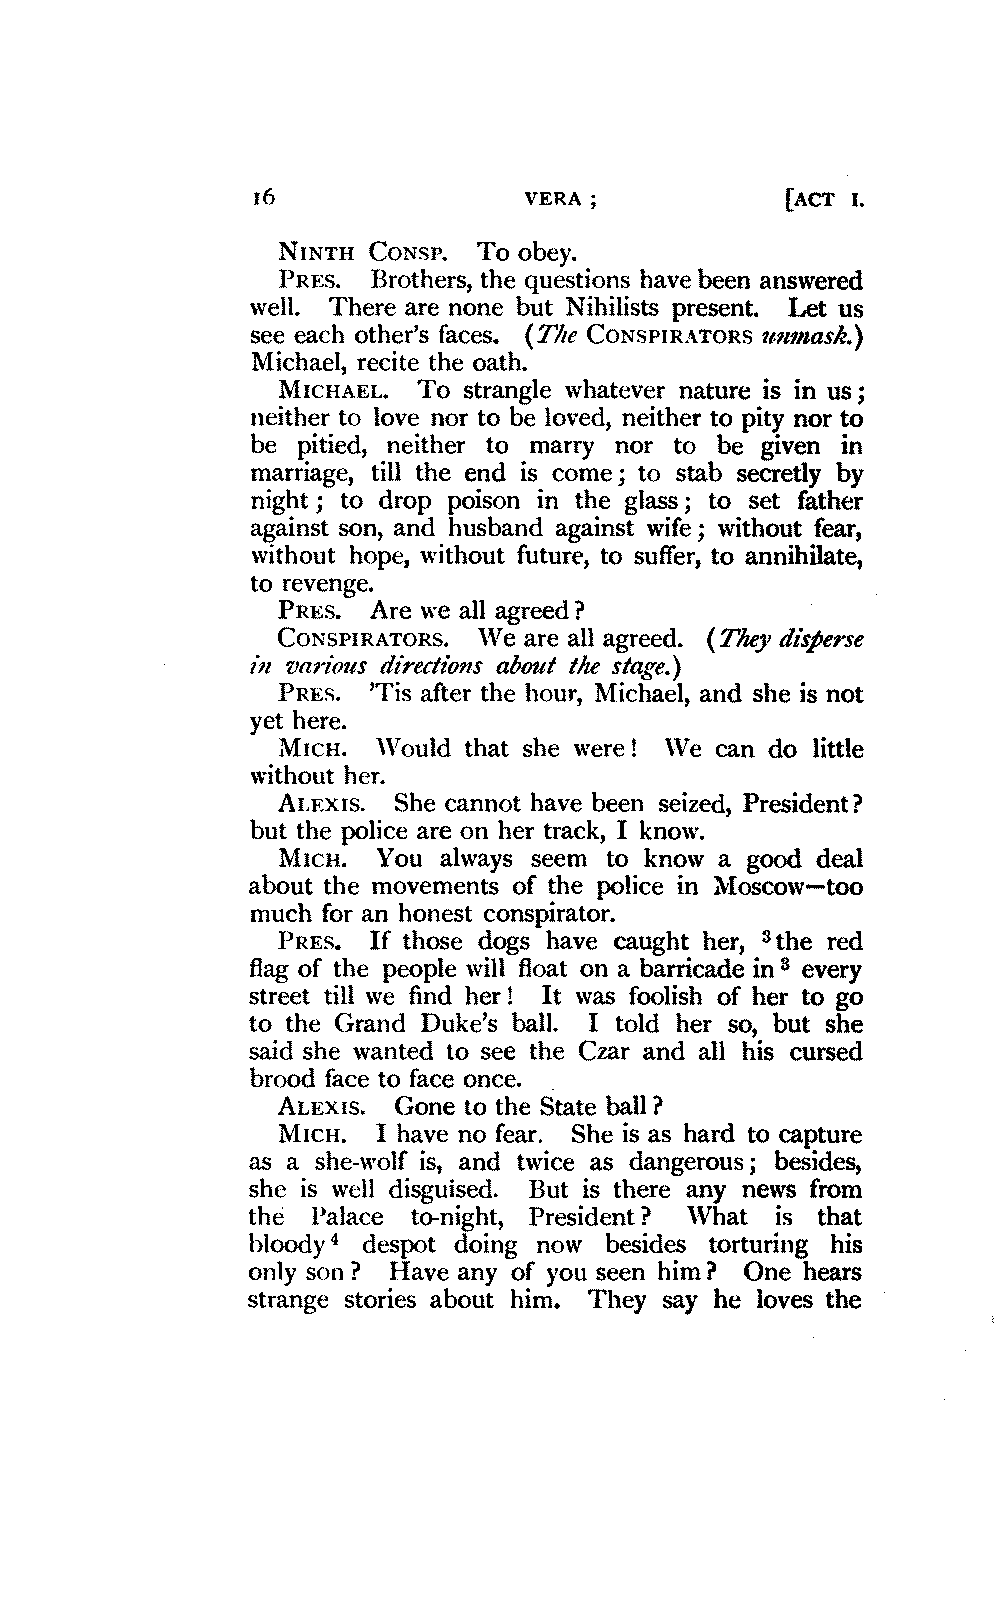 16 VERA ; [ACT I.
NINTH CONSP. To obey.
PRES. Brothers, the questions have been answered
well. There are none but Nihilists present. Let us
see each other's faces. (The CONSPIRATORS unmask.)
Michael, recite the oath.
MICHAEL. To strangle whatever nature is in us ;
neither to love nor to be loved, neither to pity nor to
be pitied, neither to marry nor to be given in
marriage, till the end is come ; to stab secretly by
night ; to drop poison in the glass ; to set father
against son, and husband against wife ; without fear,
without hope, without future, to suffer, to annihilate,
to revenge.
PRES. Are we all agreed ?
CONSPIRATORS. We are all agreed. (They disperse
in various directions about the stage.)
PRES. 'Tis after the hour, Michael, and she is not
yet here.
MICH. Would that she were ! We can do little
without her.
ALEXIS. She cannot have been seized, President ?
but the police are on her track, I know.
MICH. You always seem to know a good deal
about the movements of the police in Moscow—too
much for an honest conspirator.
PRES. If those dogs have caught her, ³the red
flag of the people will float on a barricade in³ every
street till we find her ! It was foolish of her to go
to the Grand Duke's ball. I told her so, but she
said she wanted to see the Czar and all his cursed
brood face to face once.
ALEXIS. Gone to the State ball ?
MICH. I have no fear. She is as hard to capture
as a she-wolf is, and twice as dangerous ; besides,
she is well disguised. But is there any news from
the Palace to-night, President ? What is that
bloody⁴ despot doing now besides torturing his
only son ? Have any of you seen him ? One hears
strange stories about him. They say he loves the